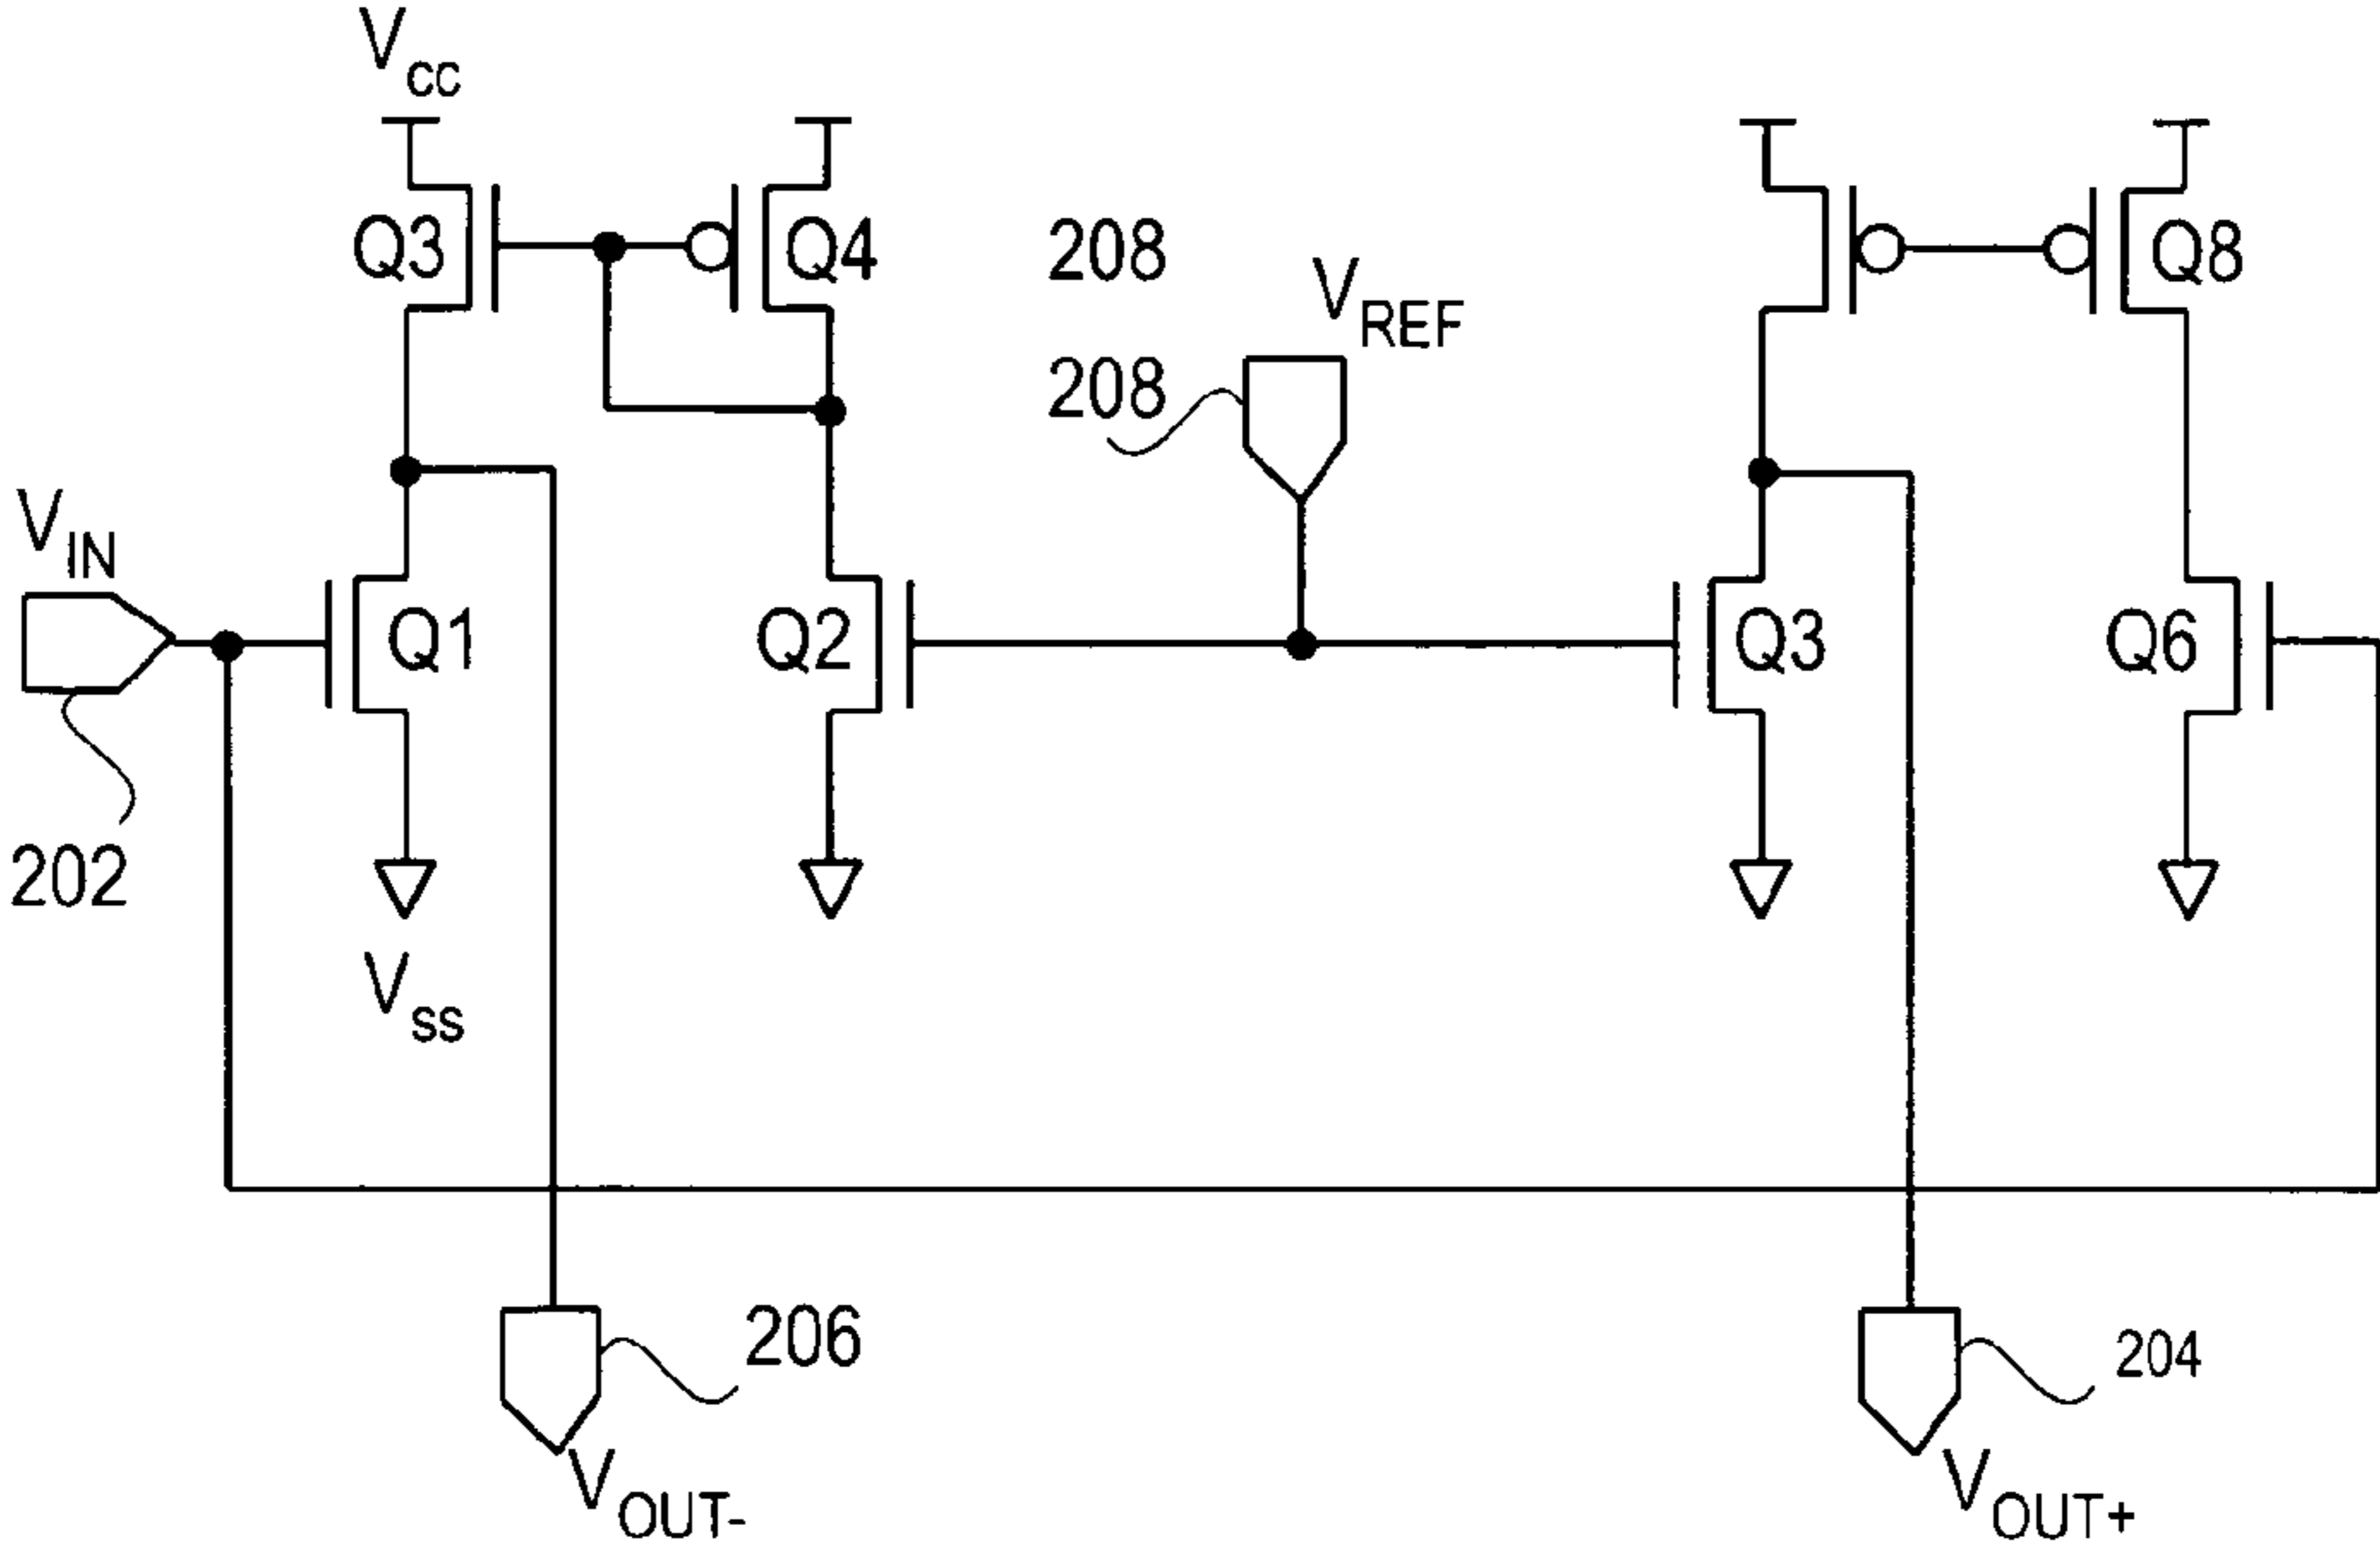 Vcc
Q3
Q4
208
VREF
Q8
208
VIN
Q1
Q2
Q3
Q6
202
Vss
206
204
VOUT-
VOUT+